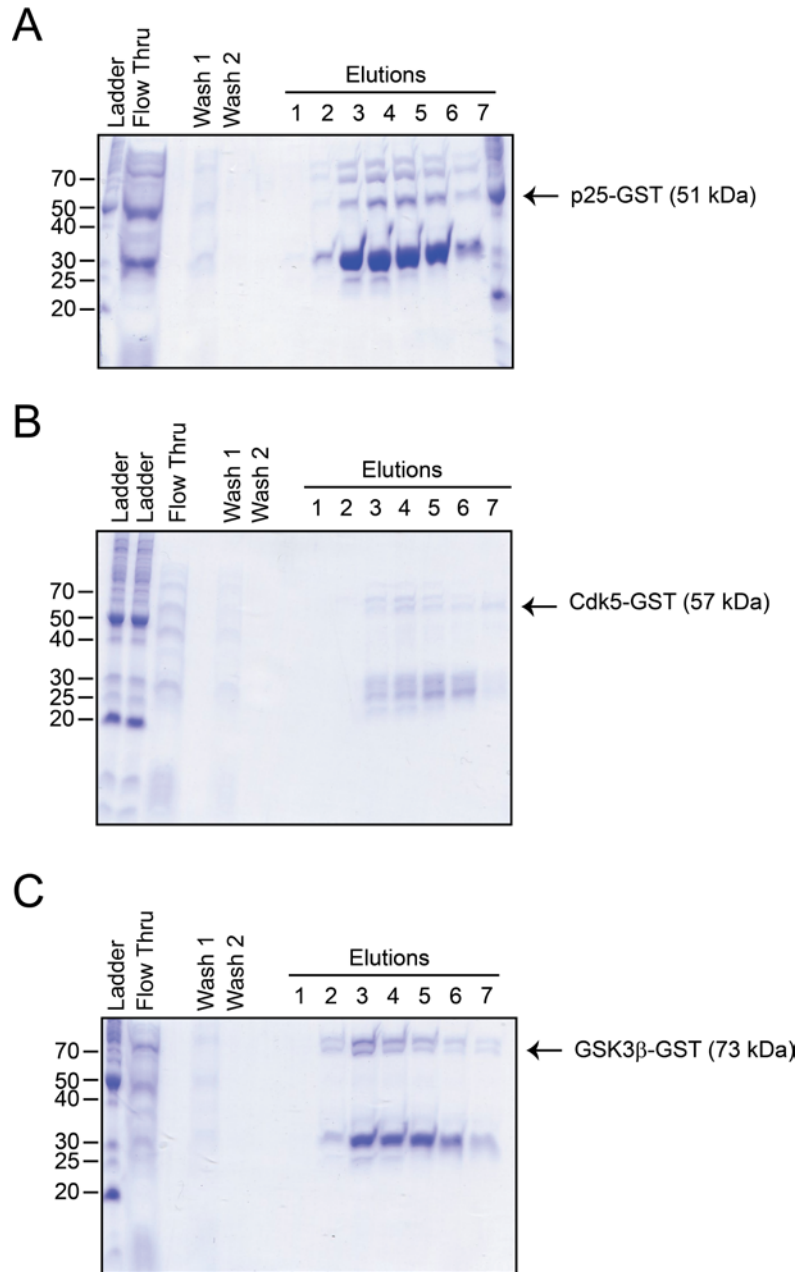 A
Ladder
Flow Thru
Wash 1
Wash 2
Elutions
1 2 3 4 5 6 7
70
50
40
30
25
20
p25-GST (51 kDa)
B
Ladder
Ladder
Flow Thru
Wash 1
Wash 2
Elutions
1 2 3 4 5 6 7
70
50
40
30
25
20
Cdk5-GST (57 kDa)
C
Ladder
Flow Thru
Wash 1
Wash 2
Elutions
1 2 3 4 5 6 7
70
50
40
30
25
20
GSK3β-GST (73 kDa)